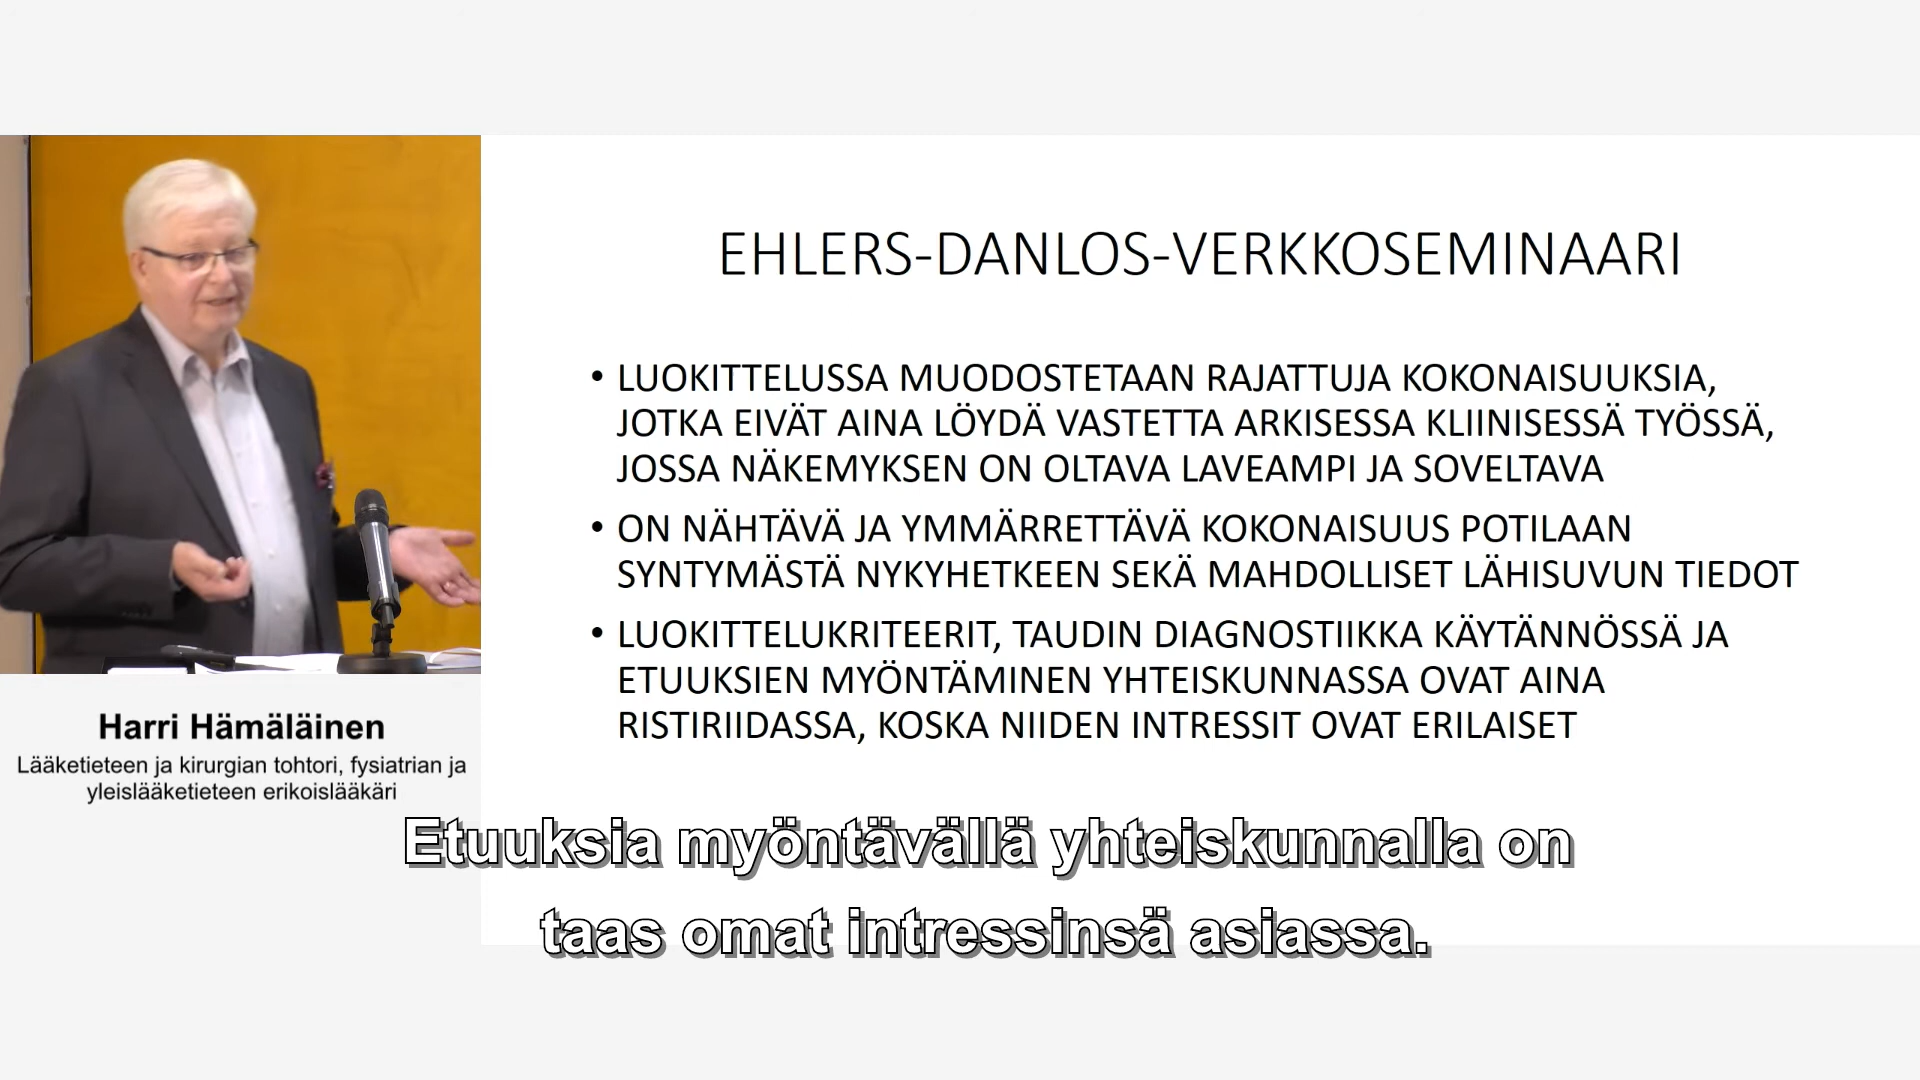 EHLERS-DANLOS-VERKKOSEMINAARI
• LUOKITTELUSSA MUODOSTETAAN RAJATTUJA KOKONAISUUKSIA,
JOTKA EIVÄT AINA LÖYDÄ VASTETTA ARKISESSA KLIINISESSÄ TYÖSSÄ,
JOSSA NÄKEMYKSEN ON OLTAVA LAVEAMPI JA SOVELTAVA
• ON NÄHTÄVÄ JA YMMÄRRETTÄVÄ KOKONAISUUS POTILAAN
SYNTYMÄSTÄ NYKYHETKEEN SEKÄ MAHDOLLISET LÄHISUVUN TIEDOT
• LUOKITTELUKRITEERIT, TAUDIN DIAGNOSTIIKKA KÄYTÄNNÖSSÄ JA
ETUUKSIEN MYÖNTÄMINEN YHTEISKUNNASSA OVAT AINA
RISTIRIIDASSA, KOSKA NIIDEN INTRESSIT OVAT ERILAISET
Harri Hämäläinen
Lääketieteen ja kirurgian tohtori, fysiatrian ja
yleislääketieteen erikoislääkäri
Etuuksia myöntävällä yhteiskunnalla on
taas omat intressinsä asiassa.